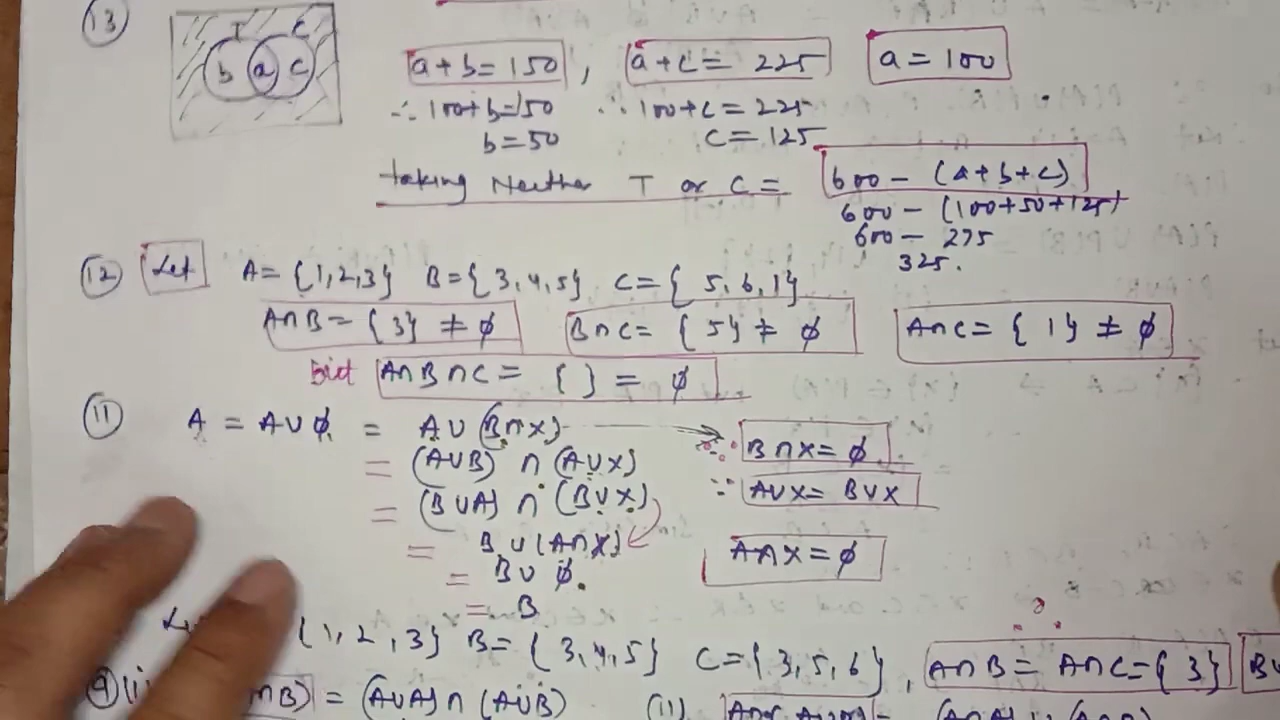 (13) T C
b a c
a+b=150 , a+c= 225 a=100
∴ 100+b=150 ∴ 100+c=225
b=50 c=125
taking Neither T or C = 600 - (a+b+c)
600 - (100+50+125)
600 - 275
325.
(12) Let A={1,2,3} B={3,4,5} C={5,6,1}
A∩B={3}≠ϕ B∩C={5}≠ϕ A∩C={1}≠ϕ
but A∩B∩C={ }=ϕ
(11) A=A∪ϕ = A∪(B∩X) ∵ B∩X=ϕ
=(A∪B)∩(A∪X) ∵ A∪X=B∪X
=(B∪A)∩(B∪X)
= B∪(A∩X) A∩X=ϕ
= B∪ϕ.
= B
{1,2,3} B={3,4,5} C={3,5,6}, A∩B=A∩C={3}
∩B) = (A∪A)∩(A∪B) (ii)